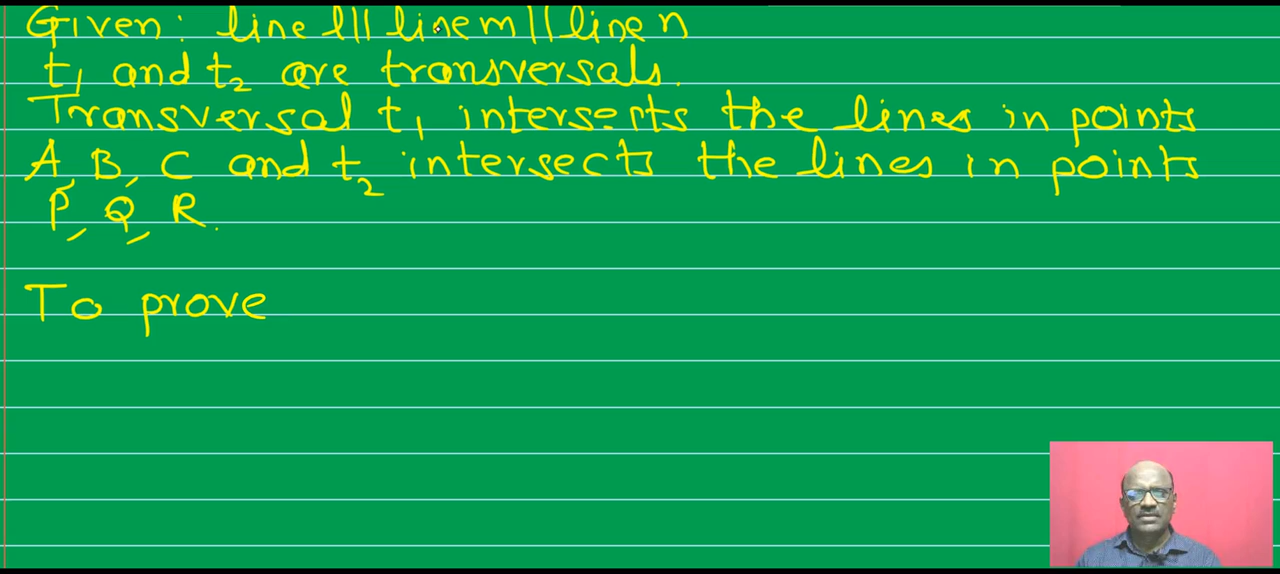 Given: line l || line m || line n
t₁ and t₂ are transversals.
Transversal t₁ intersects the lines in points
A, B, C and t₂ intersects the lines in points
P, Q, R.
To prove